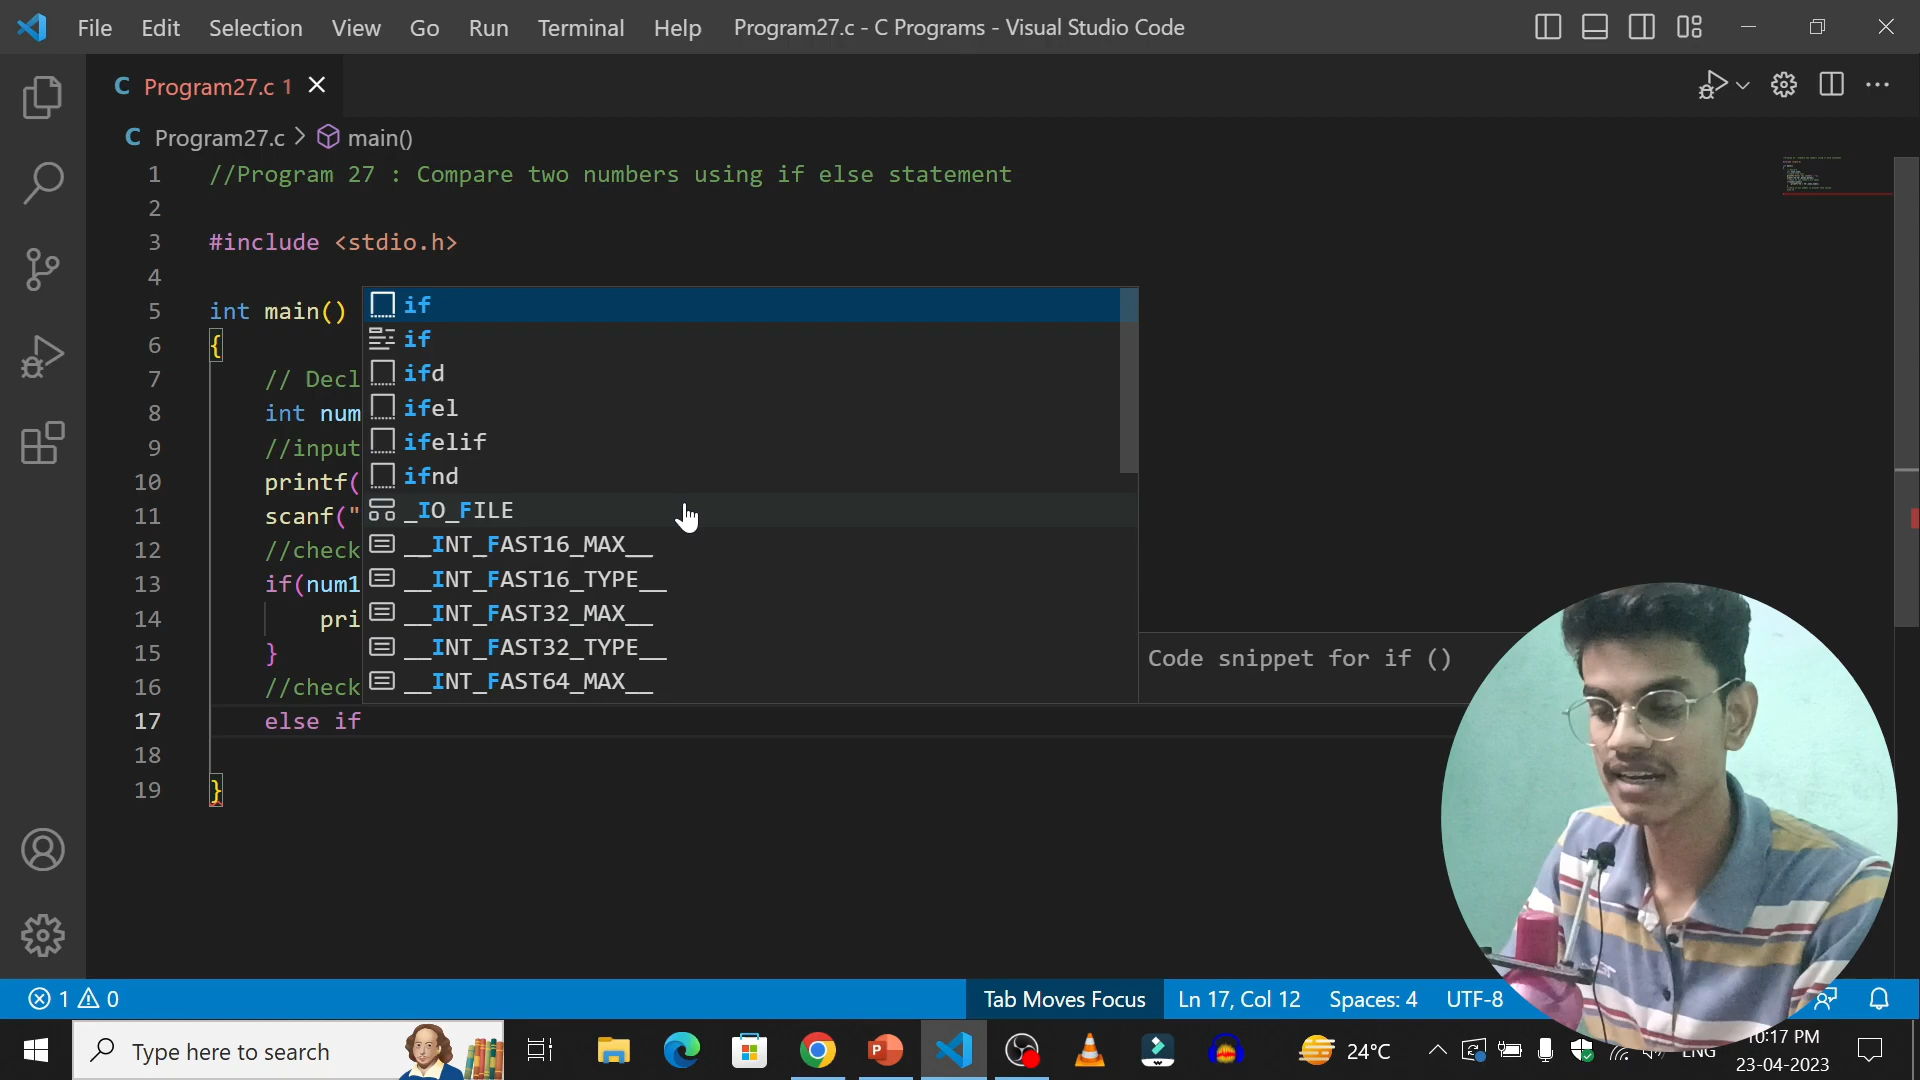 File Edit Selection View Go Run Terminal Help Program27.c - C Programs - Visual Studio Code
C Program27.c 1
C Program27.c > main()
1 //Program 27 : Compare two numbers using if else statement
2
3 #include <stdio.h>
4
5 int main()
6 {
7 // Decl
8 int num
9 //input
10 printf(
11 scanf("
12 //check
13 if(num1
14 pri
15 }
16 //check
17 else if
18
19 }
if
if
ifd
ifel
ifelif
ifnd
_IO_FILE
__INT_FAST16_MAX__
__INT_FAST16_TYPE__
__INT_FAST32_MAX__
__INT_FAST32_TYPE__
__INT_FAST64_MAX__
Code snippet for if ()
1 0 Tab Moves Focus Ln 17, Col 12 Spaces: 4 UTF-8
Type here to search
24°C
ENG
10:17 PM
23-04-2023